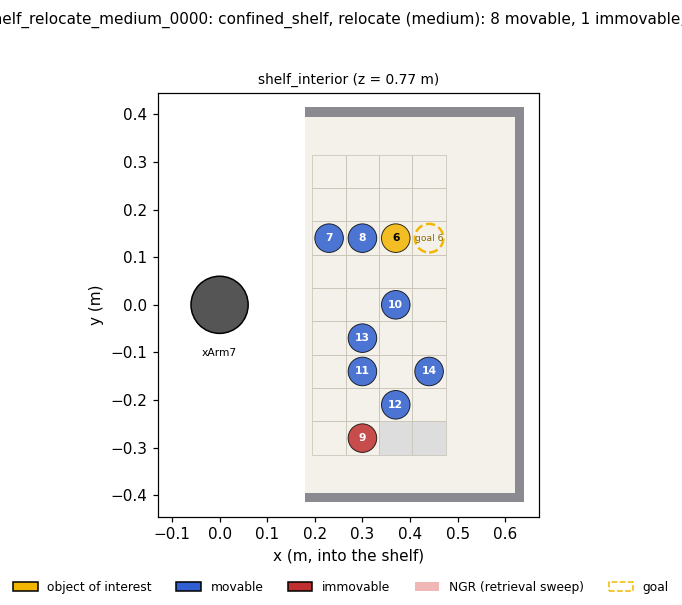 elf_relocate_medium_0000: confined_shelf, relocate (medium): 8 movable, 1 immovable,
shelf_interior (z = 0.77 m)
0.4
0.3
0.2
0.1
0.0
−0.1
−0.2
−0.3
−0.4
y (m)
7
8
6
goal 6
10
xArm7
13
11
14
12
9
−0.1
0.0
0.1
0.2
0.3
0.4
0.5
0.6
x (m, into the shelf)
object of interest
movable
immovable
NGR (retrieval sweep)
goal